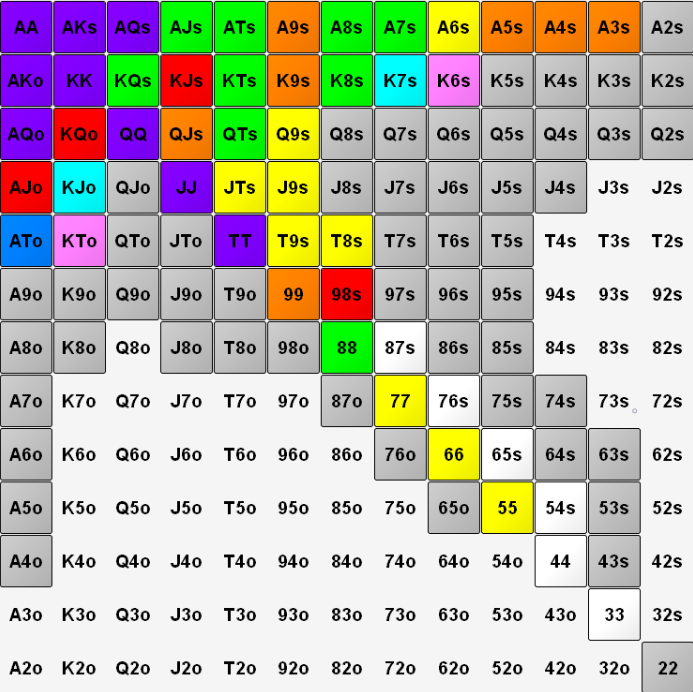 AA AKs AQs AJs ATs A9s A8s A7s A6s A5s A4s A3s A2s
AKo KK KQs KJs KTs K9s K8s K7s K6s K5s K4s K3s K2s
AQo KQo QQ QJs QTs Q9s Q8s Q7s Q6s Q5s Q4s Q3s Q2s
AJo KJo QJo JJ JTs J9s J8s J7s J6s J5s J4s J3s J2s
ATo KTo QTo JTo TT T9s T8s T7s T6s T5s T4s T3s T2s
A9o K9o Q9o J9o T9o 99 98s 97s 96s 95s 94s 93s 92s
A8o K8o Q8o J8o T8o 98o 88 87s 86s 85s 84s 83s 82s
A7o K7o Q7o J7o T7o 97o 87o 77 76s 75s 74s 73s 72s
A6o K6o Q6o J6o T6o 96o 86o 76o 66 65s 64s 63s 62s
A5o K5o Q5o J5o T5o 95o 85o 75o 65o 55 54s 53s 52s
A4o K4o Q4o J4o T4o 94o 84o 74o 64o 54o 44 43s 42s
A3o K3o Q3o J3o T3o 93o 83o 73o 63o 53o 43o 33 32s
A2o K2o Q2o J2o T2o 92o 82o 72o 62o 52o 42o 32o 22